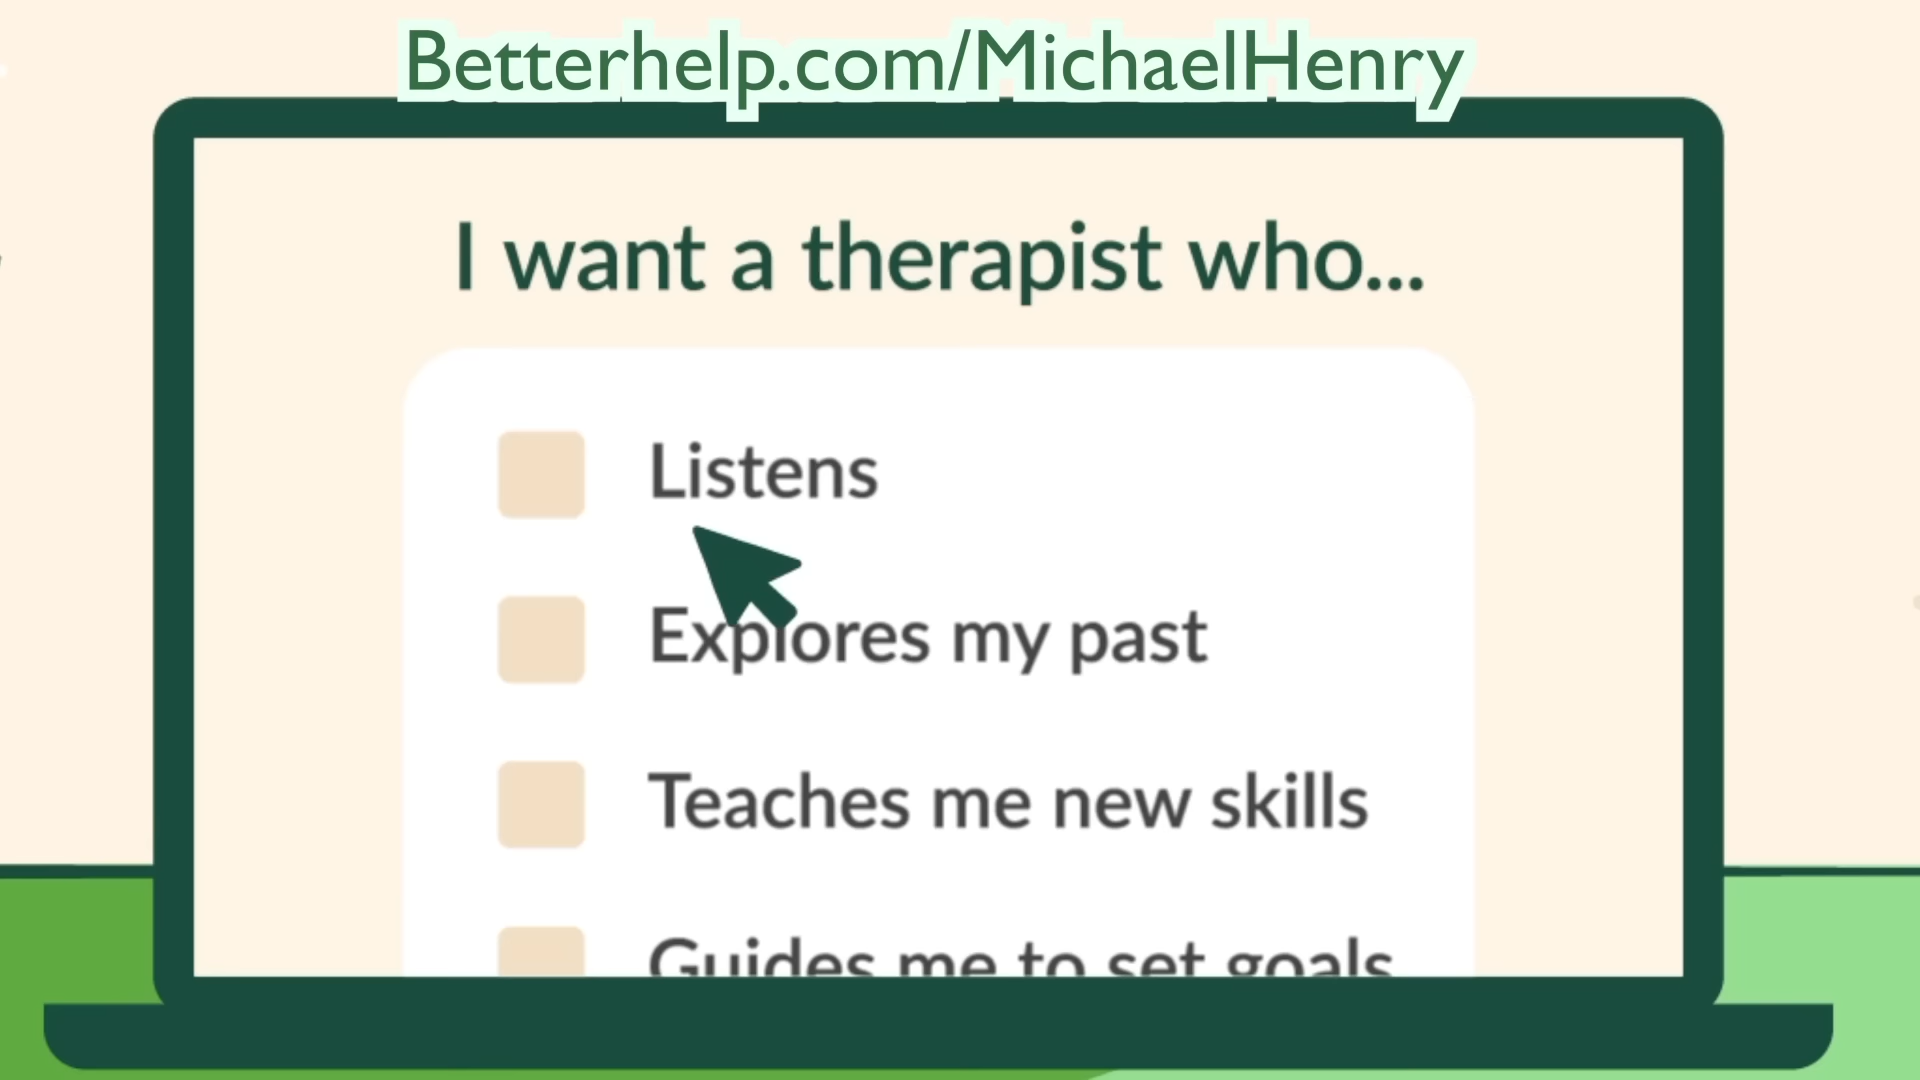 Betterhelp.com/MichaelHenry
I want a therapist who...
Listens
Explores my past
Teaches me new skills
Guides me to set goals